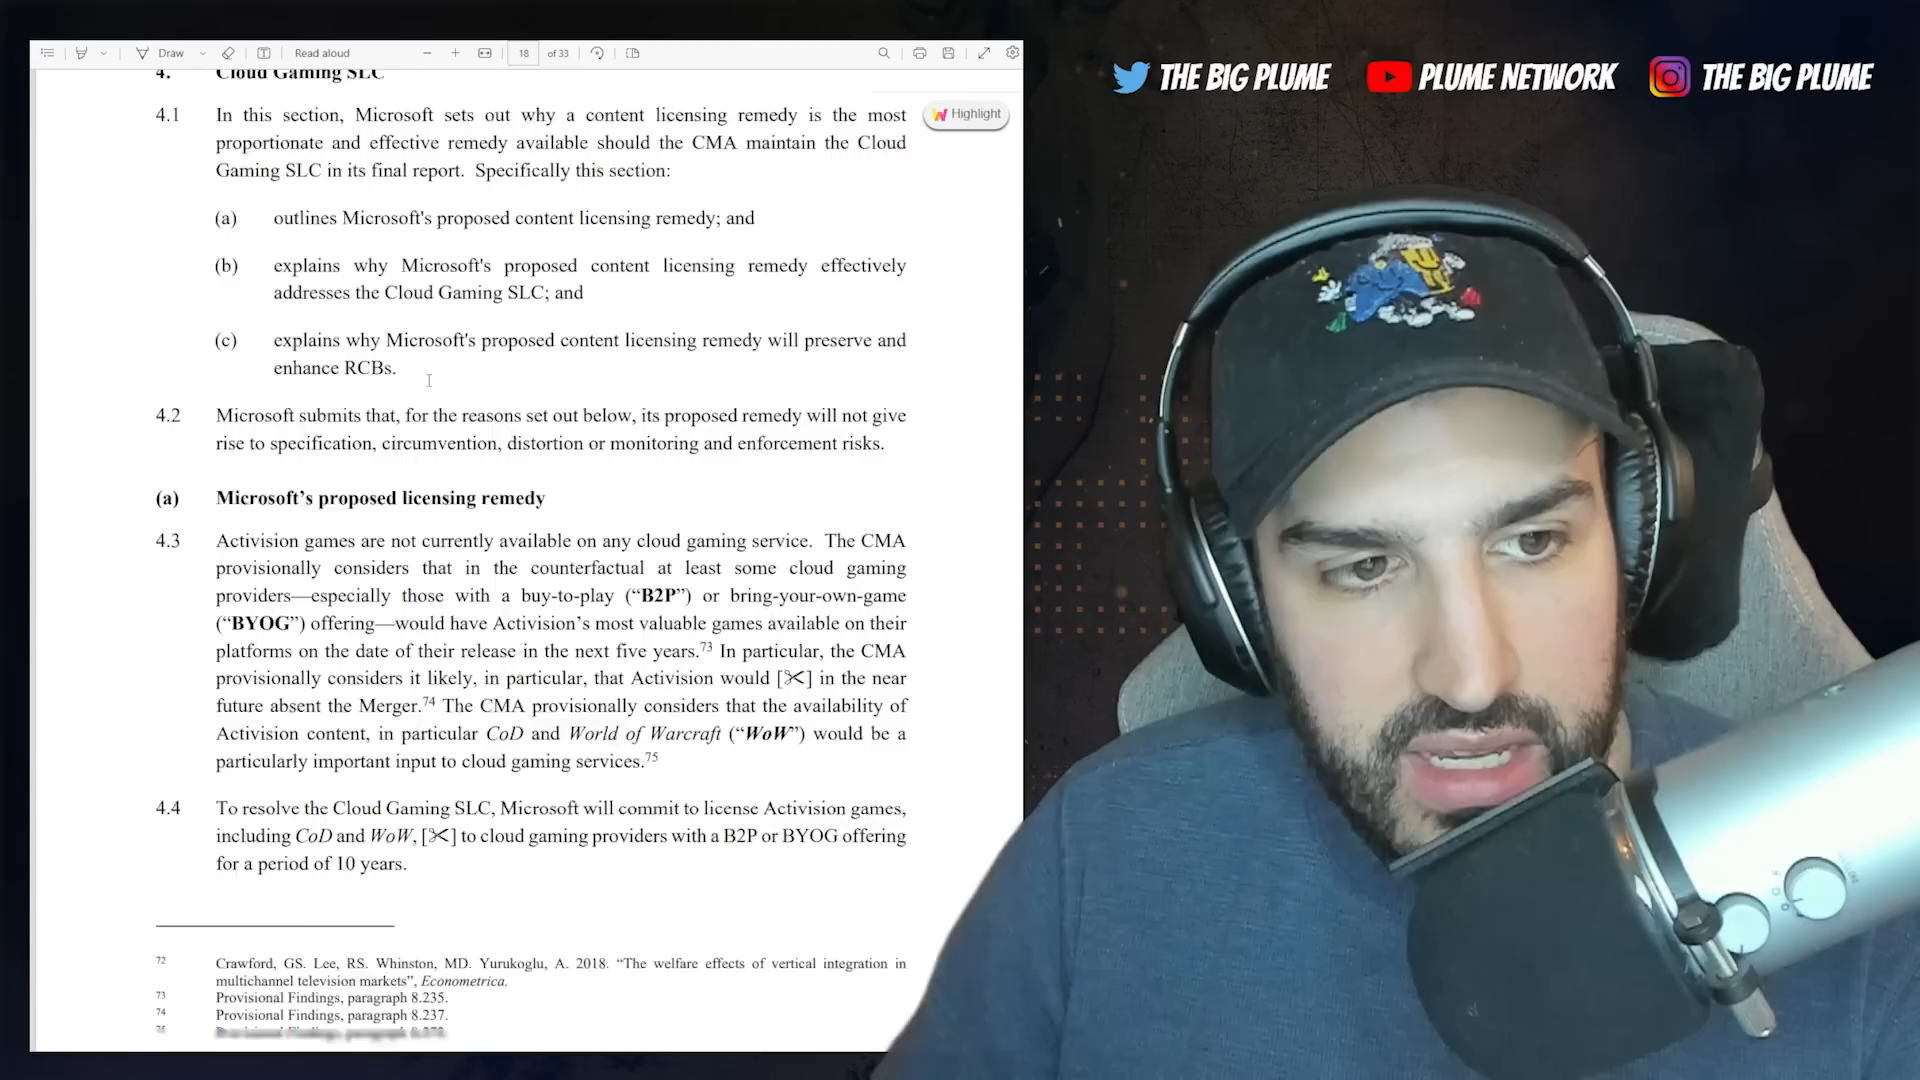 Draw
Read aloud
18 of 33
THE BIG PLUME
PLUME NETWORK
THE BIG PLUME
Highlight
4. Cloud Gaming SLC
4.1 In this section, Microsoft sets out why a content licensing remedy is the most
proportionate and effective remedy available should the CMA maintain the Cloud
Gaming SLC in its final report. Specifically this section:
(a) outlines Microsoft's proposed content licensing remedy; and
(b) explains why Microsoft's proposed content licensing remedy effectively
addresses the Cloud Gaming SLC; and
(c) explains why Microsoft's proposed content licensing remedy will preserve and
enhance RCBs.
4.2 Microsoft submits that, for the reasons set out below, its proposed remedy will not give
rise to specification, circumvention, distortion or monitoring and enforcement risks.
(a) Microsoft’s proposed licensing remedy
4.3 Activision games are not currently available on any cloud gaming service. The CMA
provisionally considers that in the counterfactual at least some cloud gaming
providers—especially those with a buy-to-play (“B2P”) or bring-your-own-game
(“BYOG”) offering—would have Activision’s most valuable games available on their
platforms on the date of their release in the next five years.73 In particular, the CMA
provisionally considers it likely, in particular, that Activision would [✂] in the near
future absent the Merger.74 The CMA provisionally considers that the availability of
Activision content, in particular CoD and World of Warcraft (“WoW”) would be a
particularly important input to cloud gaming services.75
4.4 To resolve the Cloud Gaming SLC, Microsoft will commit to license Activision games,
including CoD and WoW, [✂] to cloud gaming providers with a B2P or BYOG offering
for a period of 10 years.
72 Crawford, GS. Lee, RS. Whinston, MD. Yurukoglu, A. 2018. “The welfare effects of vertical integration in
multichannel television markets”, Econometrica.
73 Provisional Findings, paragraph 8.235.
74 Provisional Findings, paragraph 8.237.